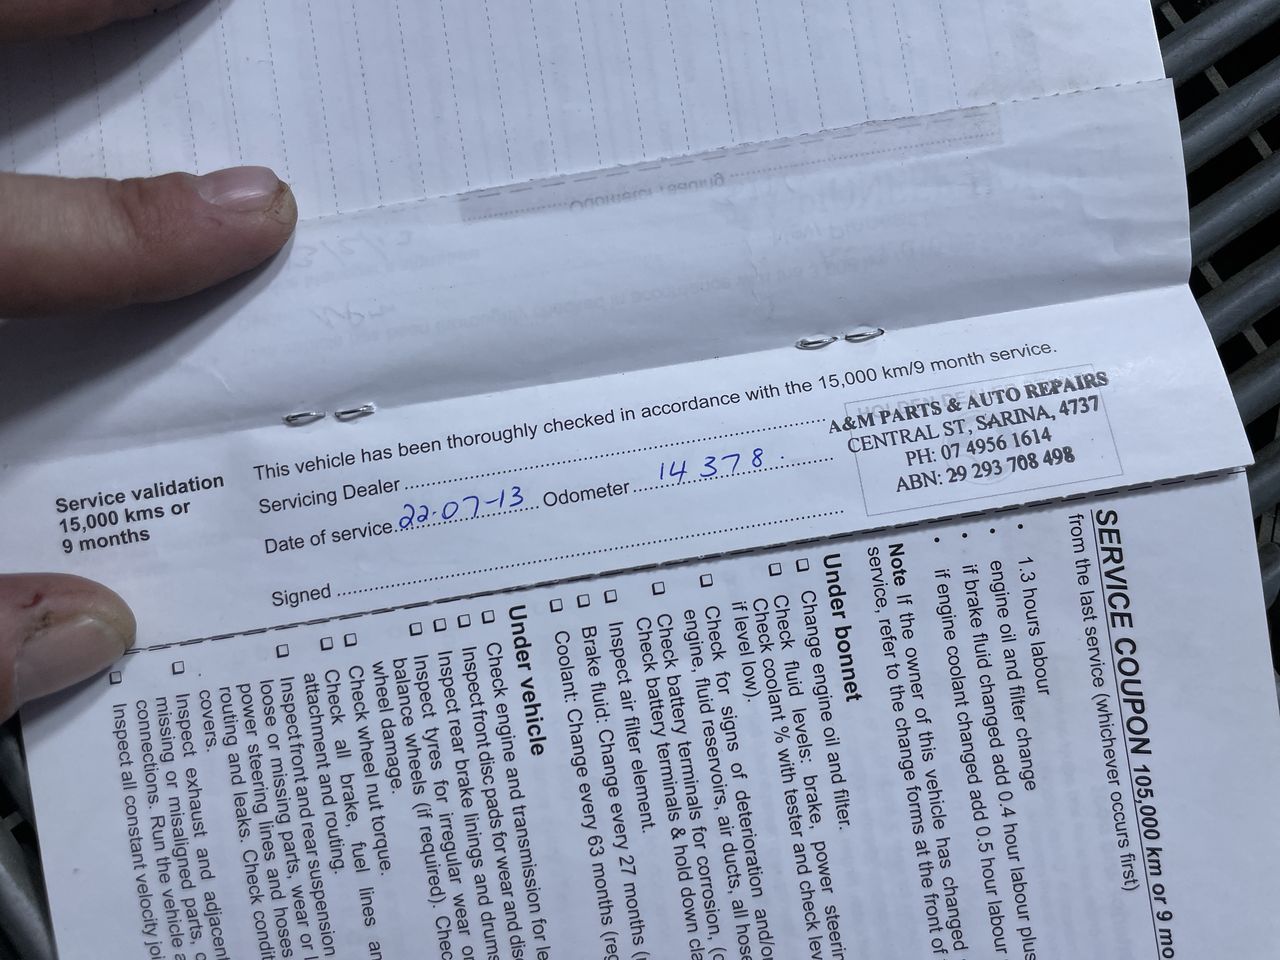 Odometer reading
3/2/13
Service validation
15,000 kms or
9 months
This vehicle has been thoroughly checked in accordance with the 15,000 km/9 month service.
Servicing Dealer
Date of service 22.07-13 Odometer 14 378.
Signed
A&M PARTS & AUTO REPAIRS
CENTRAL ST, SARINA, 4737
PH: 07 4956 1614
ABN: 29 293 708 498
SERVICE COUPON 105,000 km or 9 mo
from the last service (whichever occurs first)
• 1.3 hours labour
• engine oil and filter change
• if brake fluid changed add 0.4 hour labour plus
• if engine coolant changed add 0.5 hour labour
Note If the owner of this vehicle has changed
service, refer to the change forms at the front of
Under bonnet
❑ Change engine oil and filter.
❑ Check fluid levels: brake, power steerin
Check coolant % with tester and check lev
if level low).
❑ Check for signs of deterioration and/o
engine, fluid reservoirs, air ducts, all hose
❑ Check battery terminals for corrosion, (c
Check battery terminals & hold down cla
❑ Inspect air filter element.
❑ Brake fluid: Change every 27 months (
❑ Coolant: Change every 63 months (reg
Under vehicle
❑ Check engine and transmission for le
❑ Inspect front disc pads for wear and disc
❑ Inspect rear brake linings and drums
❑ Inspect tyres for irregular wear or
balance wheels (if required), Chec
wheel damage.
❑ Check wheel nut torque.
❑ Check all brake, fuel lines an
attachment and routing.
❑ Inspect front and rear suspension
lose or missing parts, wear or l
power steering lines and hoses
routing and leaks. Check condit
covers.
❑ Inspect exhaust and adjacent
missing or misaligned parts, c
connections. Run the vehicle a
❑ Inspect all constant velocity joi